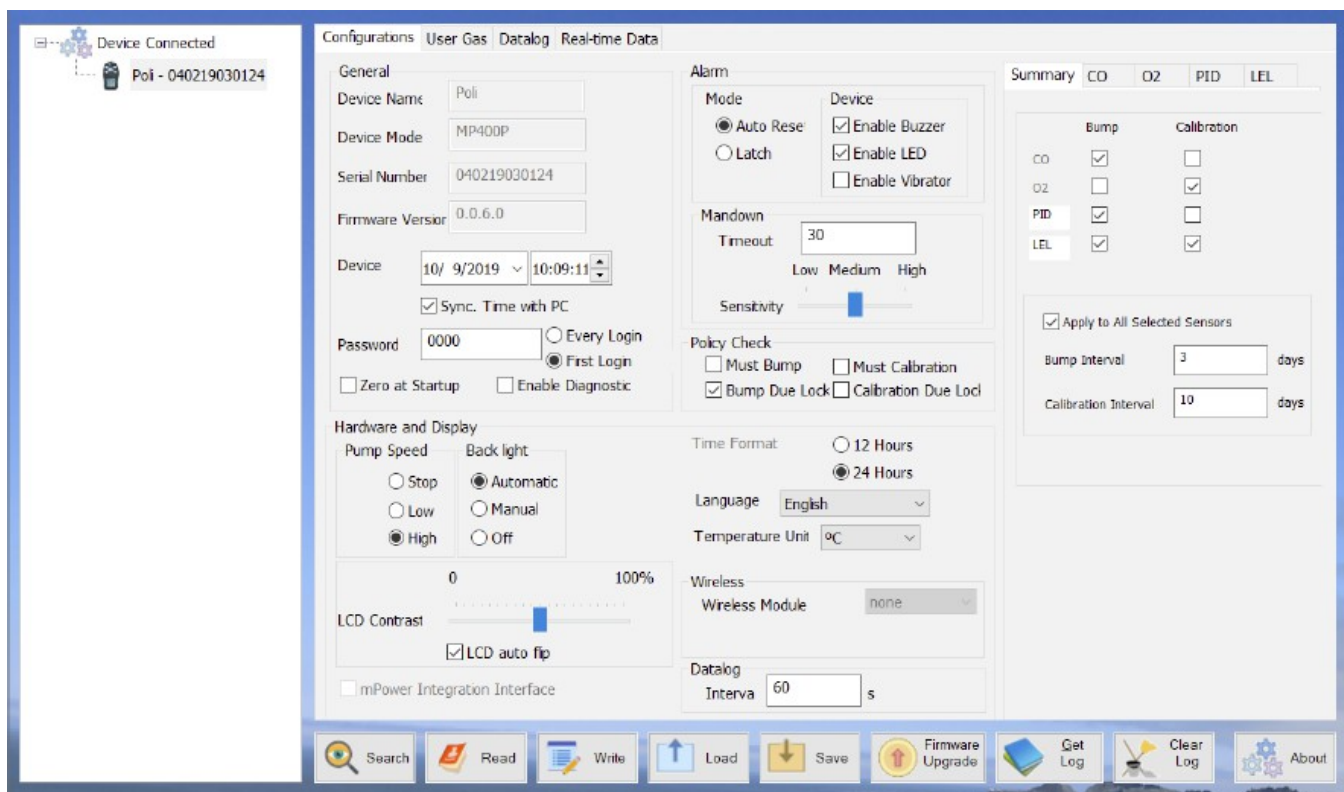 Device Connected
Poli - 040219030124
Configurations User Gas Datalog Real-time Data
General
Device Name Poli
Device Mode MP400P
Serial Number 040219030124
Firmware Version 0.0.6.0
Device 10/ 9/2019 10:09:11
Sync. Time with PC
Password 0000
Every Login
First Login
Zero at Startup Enable Diagnostic
Alarm
Mode
Auto Rese
Latch
Device
Enable Buzzer
Enable LED
Enable Vibrator
Mandown
Timeout 30
Low Medium High
Sensitivity
Policy Check
Must Bump Must Calibration
Bump Due Lock Calibration Due Lock
Summary CO O2 PID LEL
Bump Calibration
CO
O2
PID
LEL
Apply to All Selected Sensors
Bump Interval 3 days
Calibration Interval 10 days
Hardware and Display
Pump Speed
Stop
Low
High
Back light
Automatic
Manual
Off
0 100%
LCD Contrast
LCD auto flip
mPower Integration Interface
Time Format 12 Hours
24 Hours
Language English
Temperature Unit ºC
Wireless
Wireless Module none
Datalog
Interva 60 s
Search Read Write Load Save Firmware Upgrade Get Log Clear Log About